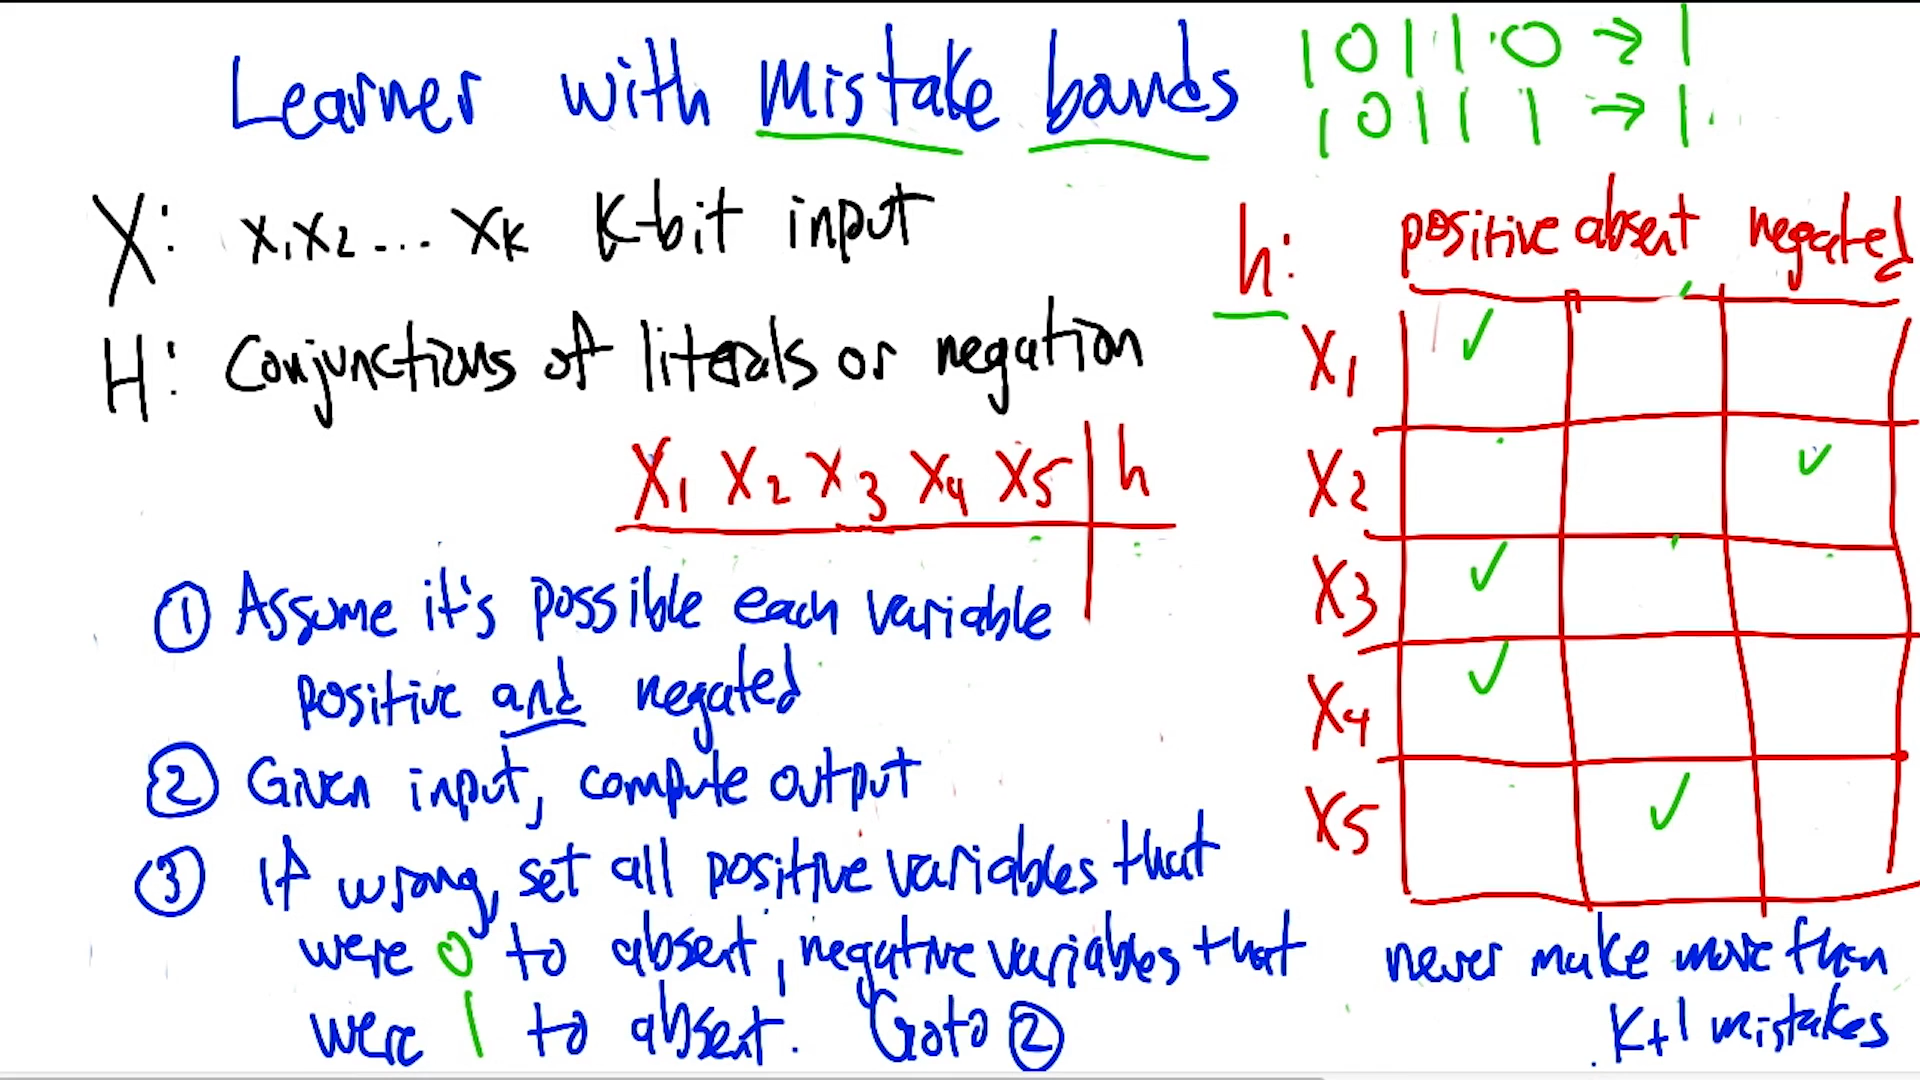 Learner with mistake bounds
10110 → 1
10111 → 1
X: x1x2... xk K-bit input
H: Conjunctions of literals or negation
h: positive absent negated
x1 ✓
x2 ✓
x3 ✓
x4 ✓
x5 ✓
x1 x2 x3 x4 x5 | h
① Assume it's possible each variable
positive and negated
② Given input, compute output
③ If wrong, set all positive variables that
were 0 to absent, negative variables that
were 1 to absent. Goto ②
never make more than
k+1 mistakes